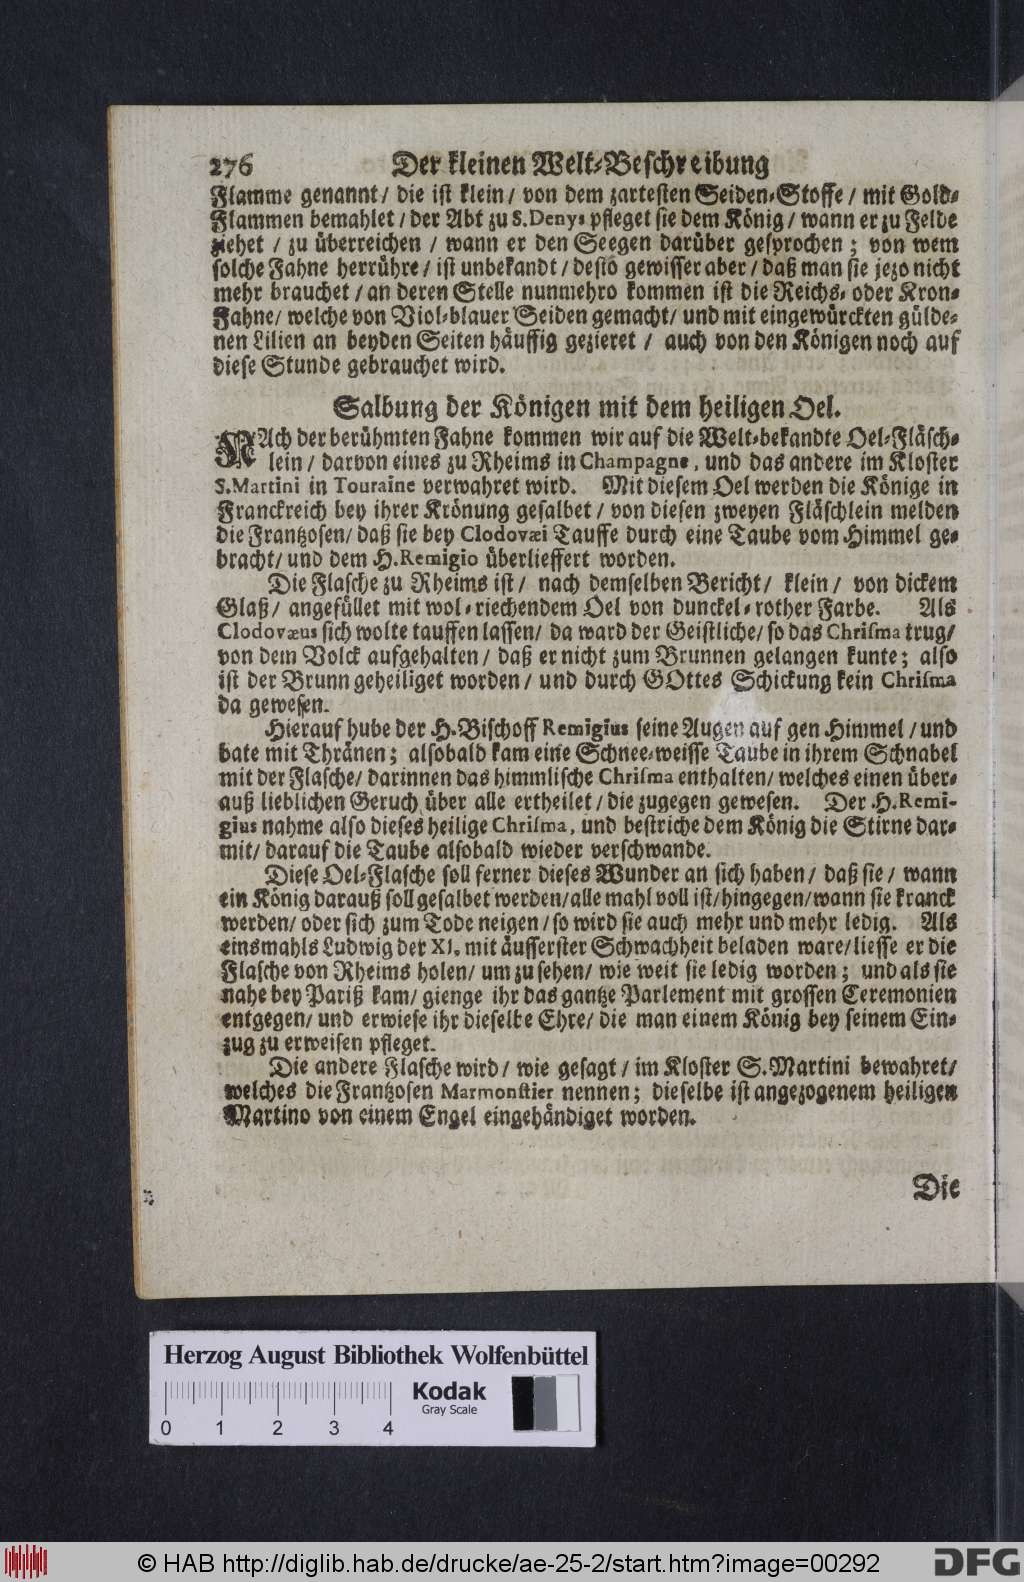 276 Der kleinen Welt-Beschreibung
Flamme genannt/ die ist klein/ von dem zartesten Seiden-Stoffe/ mit Gold-
Flammen bemahlet/ der Abt zu S. Denys pfleget sie dem König/ wann er zu Felde
ziehet/ zu überreichen/ wann er den Seegen darüber gesprochen; von wem
solche Fahne herrühre/ ist unbekandt/ desto gewisser aber/ daß man sie jezo nicht
mehr brauchet/ an deren Stelle nunmehro kommen ist die Reichs- oder Kron-
Fahne/ welche von Viol-blauer Seiden gemacht/ und mit eingewürckten gülde-
nen Lilien an beyden Seiten häuffig gezieret/ auch von den Königen noch auf
diese Stunde gebrauchet wird.
Salbung der Königen mit dem heiligen Oel.
NAch der berühmten Fahne kommen wir auf die Welt-bekandte Oel-Fläsch-
lein/ darvon eines zu Rheims in Champagne, und das andere im Kloster
S. Martini in Touraine verwahret wird. Mit diesem Oel werden die Könige in
Franckreich bey ihrer Krönung gesalbet/ von diesen zweyen Fläschlein melden
die Frantzosen/ daß sie bey Clodovæi Tauffe durch eine Taube vom Himmel ge-
bracht/ und dem H. Remigio überlieffert worden.
Die Flasche zu Rheims ist/ nach demselben Bericht/ klein/ von dickem
Glaß/ angefüllet mit wol-riechendem Oel von dunckel-rother Farbe. Als
Clodovæus sich wolte tauffen lassen/ da ward der Geistliche/ so das Chriſma trug/
von dem Volck aufgehalten/ daß er nicht zum Brunnen gelangen kunte; also
ist der Brunn geheiliget worden/ und durch GOttes Schickung kein Chriſma
da gewesen.
Hierauf hube der H. Bischoff Remigius seine Augen auf gen Himmel/ und
bate mit Thränen; alsobald kam eine Schnee-weisse Taube in ihrem Schnabel
mit der Flasche/ darinnen das himmlische Chriſma enthalten/ welches einen über-
auß lieblichen Geruch über alle ertheilet/ die zugegen gewesen. Der H. Remi-
gius nahme also dieses heilige Chriſma, und bestriche dem König die Stirne dar-
mit/ darauf die Taube alsobald wieder verschwande.
Diese Oel-Flasche soll ferner dieses Wunder an sich haben/ daß sie/ wann
ein König darauß soll gesalbet werden/ alle mahl voll ist/ hingegen/ wann sie kranck
werden/ oder sich zum Tode neigen/ so wird sie auch mehr und mehr ledig. Als
einsmahls Ludwig der XI. mit äusserster Schwachheit beladen ware/ liesse er die
Flasche von Rheims holen/ um zu sehen/ wie weit sie ledig worden; und als sie
nahe bey Pariß kam/ gienge ihr das gantze Parlement mit grossen Ceremonien
entgegen/ und erwiese ihr dieselbe Ehre/ die man einem König bey seinem Ein-
zug zu erweisen pfleget.
Die andere Flasche wird/ wie gesagt/ im Kloster S. Martini bewahret/
welches die Frantzosen Marmonstier nennen; dieselbe ist angezogenem heiligen
Martino von einem Engel eingehändiget worden.
Die
Herzog August Bibliothek Wolfenbüttel
Kodak
Gray Scale
0 1 2 3 4
© HAB http://diglib.hab.de/drucke/ae-25-2/start.htm?image=00292
DFG